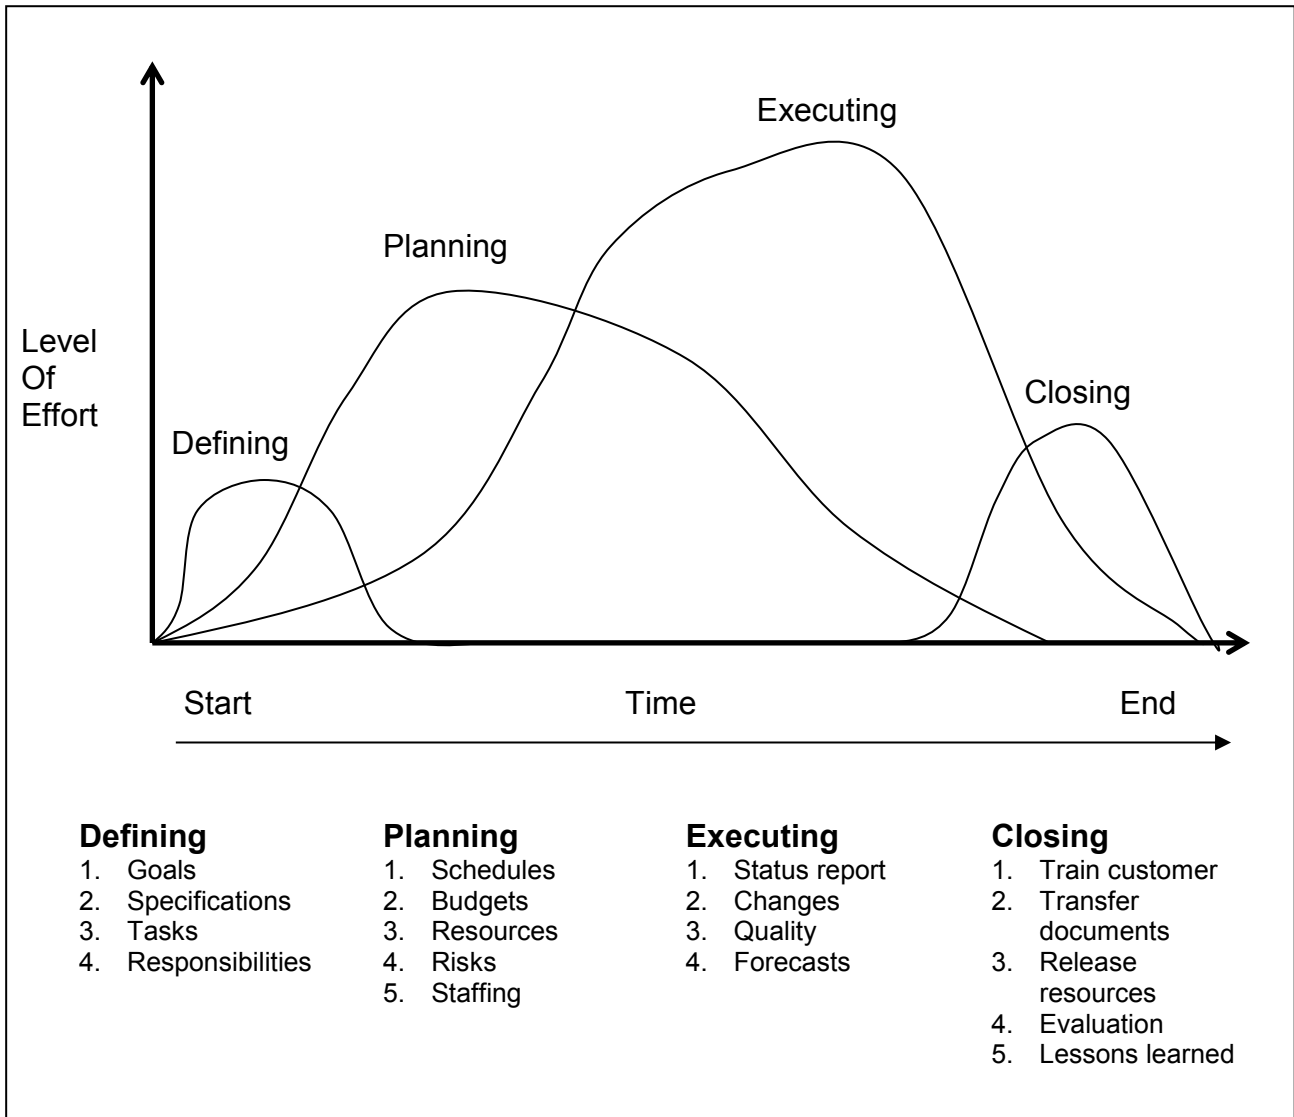 Executing
Planning
Level
Of
Effort
Closing
Defining
Start
Time
End
Defining
1. Goals
2. Specifications
3. Tasks
4. Responsibilities
Planning
1. Schedules
2. Budgets
3. Resources
4. Risks
5. Staffing
Executing
1. Status report
2. Changes
3. Quality
4. Forecasts
Closing
1. Train customer
2. Transfer
documents
3. Release
resources
4. Evaluation
5. Lessons learned